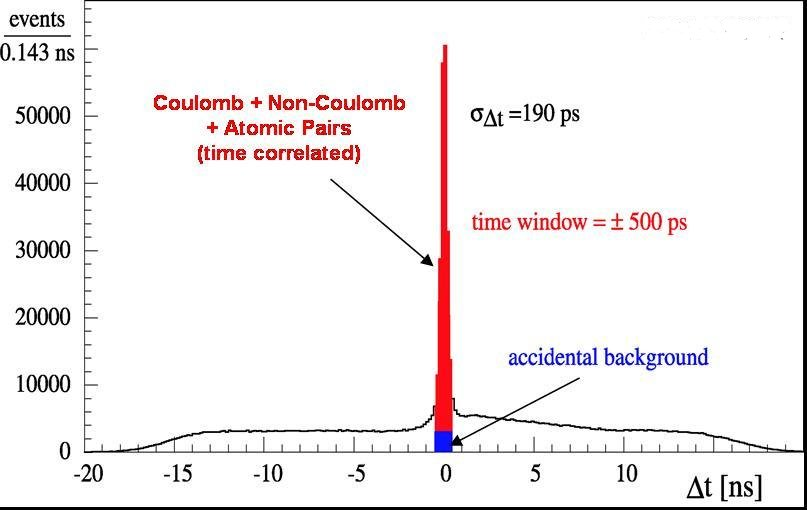 events
0.143 ns
50000
40000
30000
20000
10000
0
Coulomb + Non-Coulomb
+ Atomic Pairs
(time correlated)
σΔt =190 ps
time window = ± 500 ps
accidental background
-20 -15 -10 -5 0 5 10
Δt [ns]